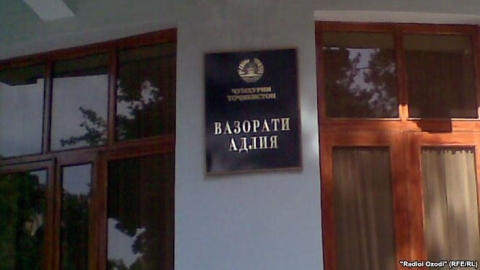 ҶУМҲУРИИ
ТОҶИКИСТОН
ВАЗОРАТИ
АДЛИЯ
"Radioi Ozodi" (RFE/RL)